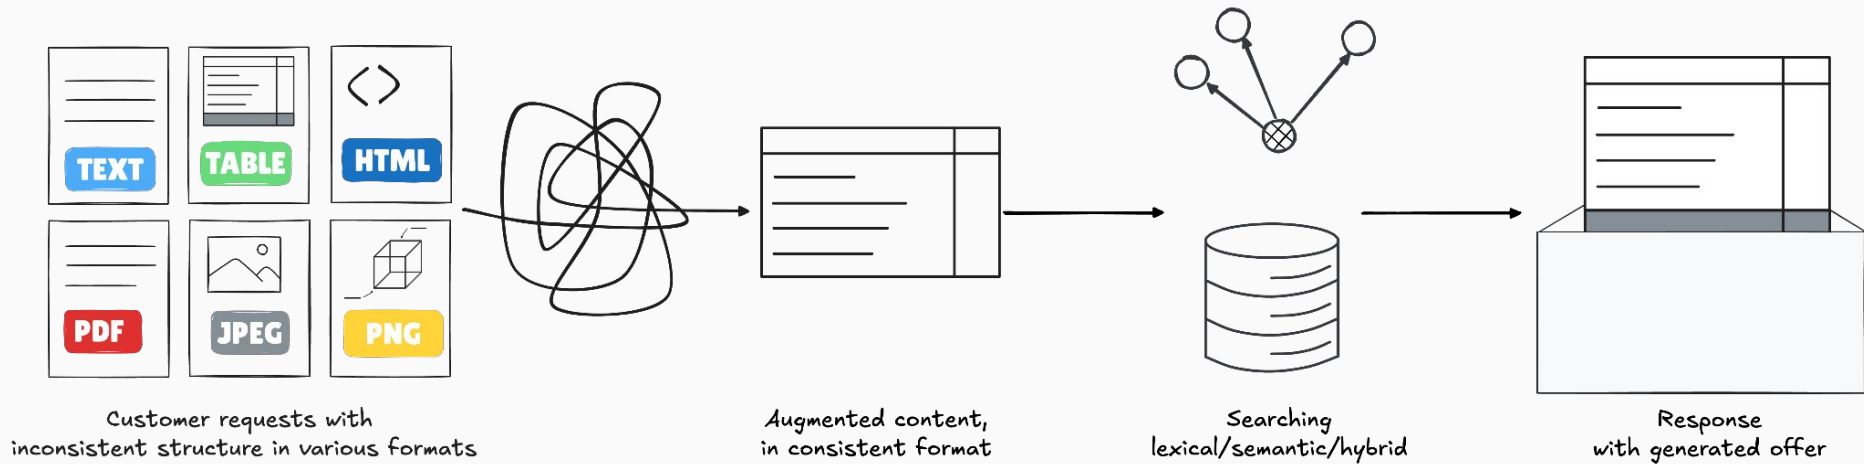 TEXT
TABLE
HTML
PDF
JPEG
PNG
Customer requests with
inconsistent structure in various formats
Augmented content,
in consistent format
Searching
lexical/semantic/hybrid
Response
with generated offer